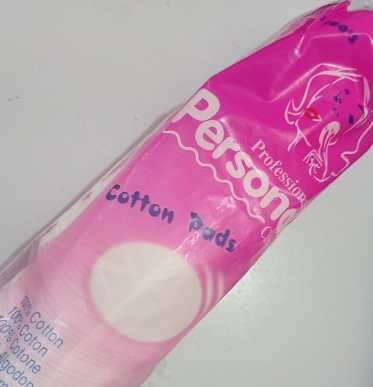 Professional
Persona
Cotton Pads
100% Cotton
100% Coton
100% Cotone
Algodon